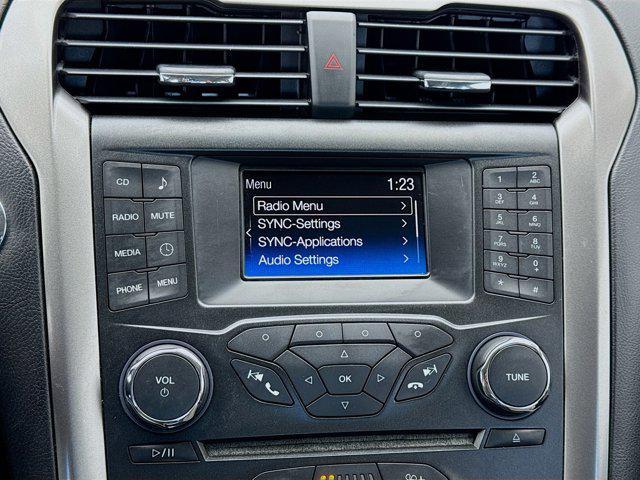 Menu 1:23
Radio Menu
SYNC-Settings
SYNC-Applications
Audio Settings
CD
RADIO MUTE
MEDIA
PHONE MENU
1 2 ABC
3 DEF 4 GHI
5 JKL 6 MNO
7 PQRS 8 TUV
9 WXYZ 0 +
* #
VOL
OK
TUNE